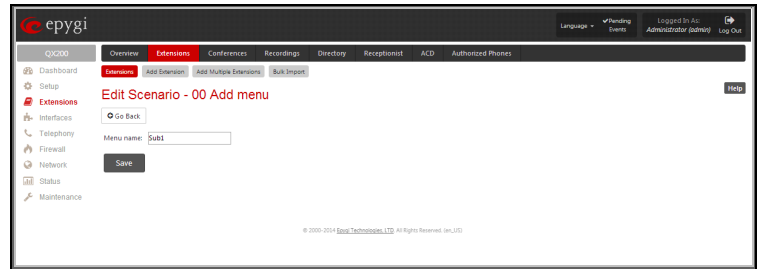 epygi
Language
Pending Events
Logged In As:
Administrator (admin)
Log Out
QX200
Overview Extensions Conferences Recordings Directory Receptionist ACD Authorized Phones
Dashboard
Setup
Extensions
Interfaces
Telephony
Firewall
Network
Status
Maintenance
Extensions Add Extension Add Multiple Extensions Bulk Import
Help
Edit Scenario - 00 Add menu
Go Back
Menu name: Sub1
Save
© 2000-2014 Epygi Technologies, LTD. All Rights Reserved. (en_US)